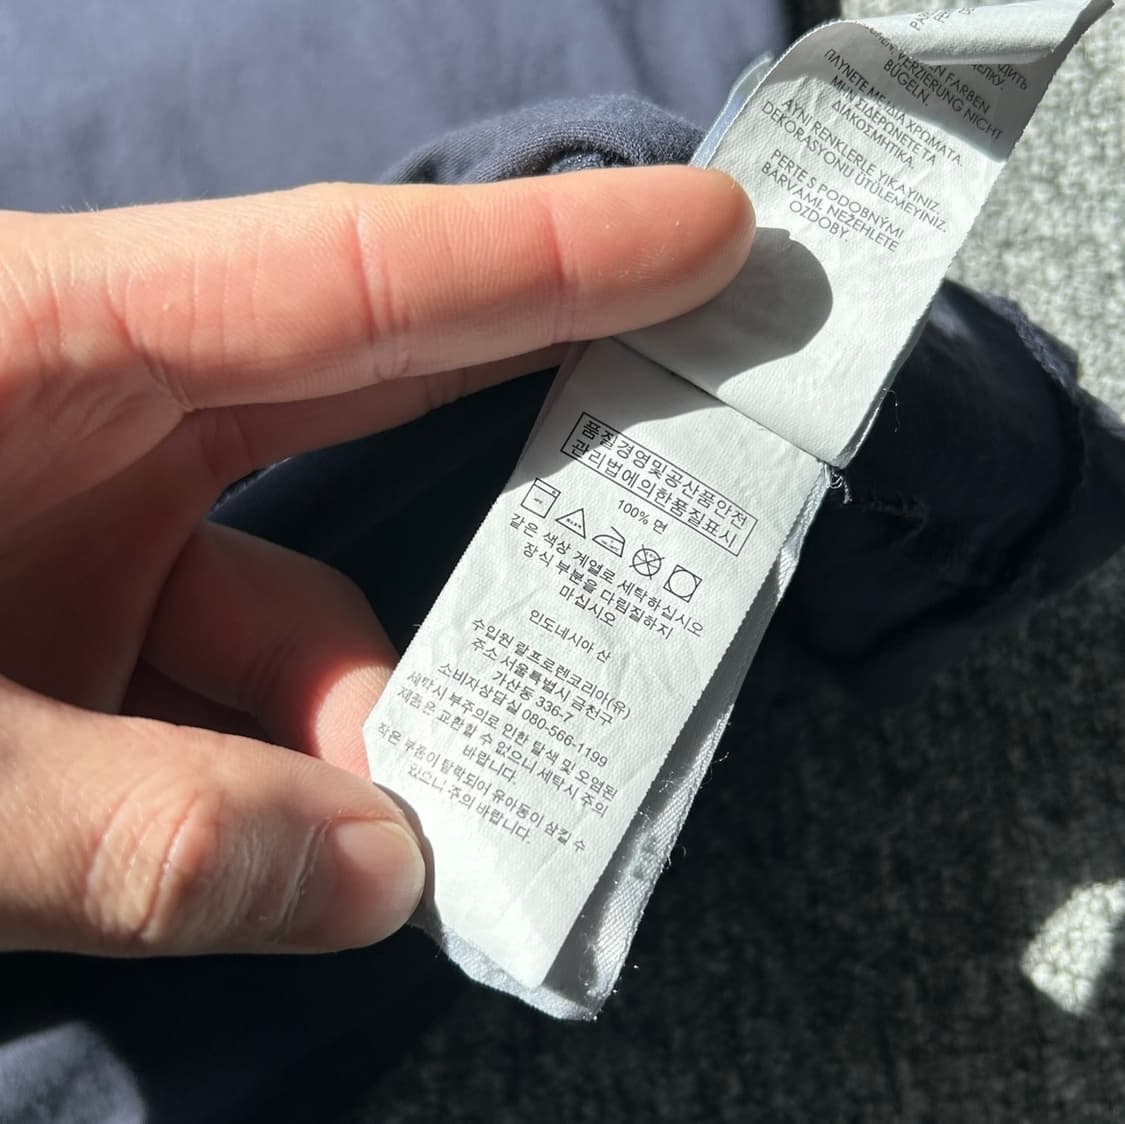 VERZIERUNG NICHT
BÜGELN.
ΠΛΥΝΕΤΕ ΜΕ ΙΔΙΑ ΧΡΩΜΑΤΑ.
ΜΗΝ ΣΙΔΕΡΩΝΕΤΕ ΤΑ
ΔΙΑΚΟΣΜΗΤΙΚΑ.
AYNI RENKLERLE YIKAYINIZ.
DEKORASYONU ÜTÜLEMEYİNİZ.
PERTE S PODOBNÝMI
BARVAMI. NEŽEHLETE
OZDOBY.
품질경영및공산품안전
관리법에의한품질표시
100% 면
같은 색상 계열로 세탁하십시오
장식 부분을 다림질하지
마십시오
인도네시아 산
수입원 랄프로렌코리아(유)
주소 서울특별시 금천구
가산동 336-7
소비자상담실 080-566-1199
세탁시 부주의로 인한 탈색 및 오염된
제품은 교환할 수 없으니 세탁시 주의
바랍니다.
작은 부품이 탈락되어 유아동이 삼킬 수
있으니 주의 바랍니다.